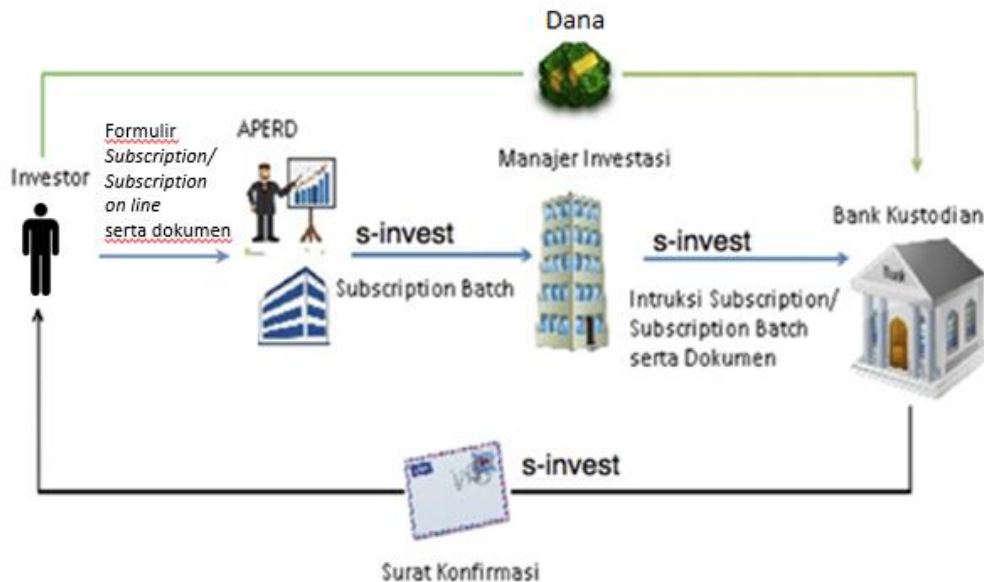 Dana
Formulir
Subscription/
Subscription
on line
serta dokumen
APERD
Investor
Manajer Investasi
Bank Kustodian
s-invest
s-invest
Subscription Batch
Intruksi Subscription/
Subscription Batch
serta Dokumen
Bank
s-invest
Surat Konfirmasi